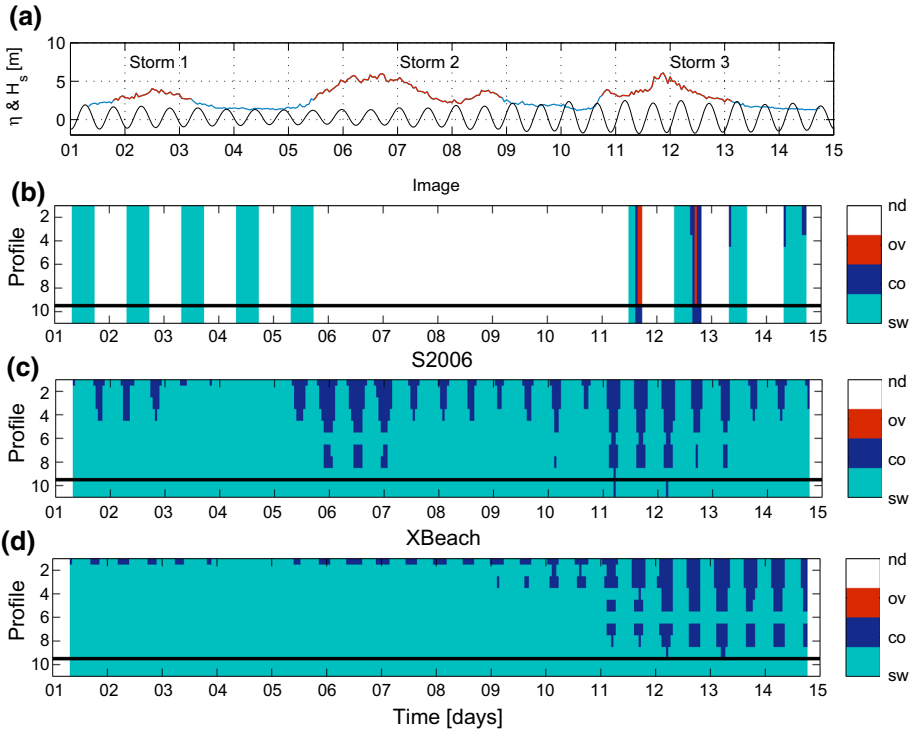 (a)
η & H_s [m]
10
5
0
Storm 1
Storm 2
Storm 3
01 02 03 04 05 06 07 08 09 10 11 12 13 14 15
(b)
Image
Profile
2
4
6
8
10
01 02 03 04 05 06 07 08 09 10 11 12 13 14 15
nd
ov
co
sw
(c)
S2006
Profile
2
4
6
8
10
01 02 03 04 05 06 07 08 09 10 11 12 13 14 15
nd
ov
co
sw
(d)
XBeach
Profile
2
4
6
8
10
01 02 03 04 05 06 07 08 09 10 11 12 13 14 15
nd
ov
co
sw
Time [days]